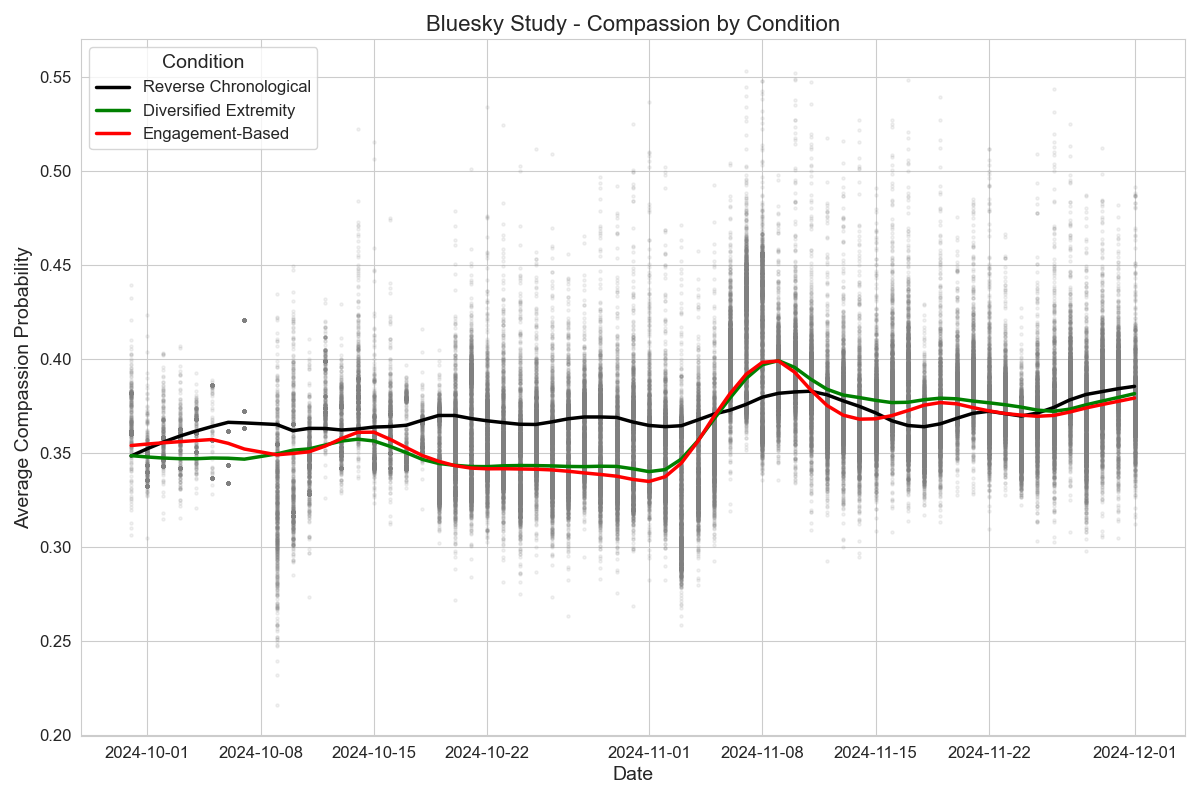 Bluesky Study - Compassion by Condition
Condition
Reverse Chronological
Diversified Extremity
Engagement-Based
Average Compassion Probability
0.55
0.50
0.45
0.40
0.35
0.30
0.25
0.20
2024-10-01
2024-10-08
2024-10-15
2024-10-22
2024-11-01
2024-11-08
2024-11-15
2024-11-22
2024-12-01
Date